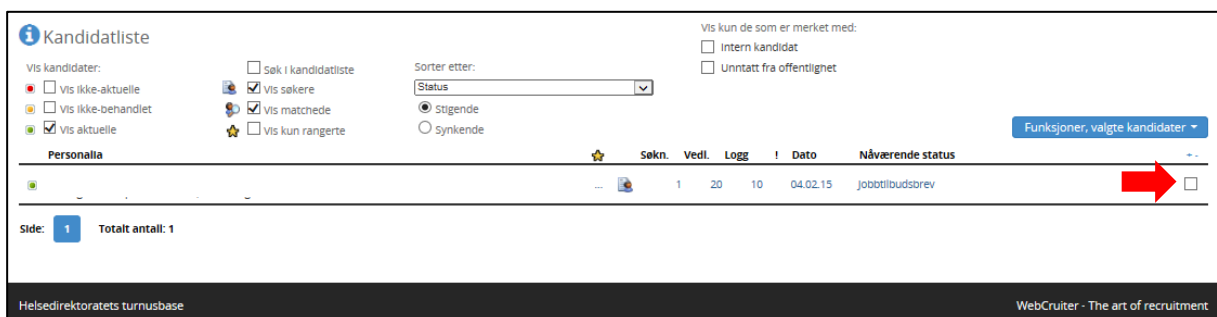 Kandidatliste
Vis kandidater:
Vis ikke-aktuelle
Vis ikke-behandlet
Vis aktuelle
Søk i kandidatliste
Vis søkere
Vis matchede
Vis kun rangerte
Sorter etter:
Status
Stigende
Synkende
Vis kun de som er merket med:
Intern kandidat
Unntatt fra offentlighet
Funksjoner, valgte kandidater
Personalia Søkn. Vedl. Logg ! Dato Nåværende status + -
... 1 20 10 04.02.15 Jobbtilbudsbrev
Side: 1 Totalt antall: 1
Helsedirektoratets turnusbase WebCruiter - The art of recruitment